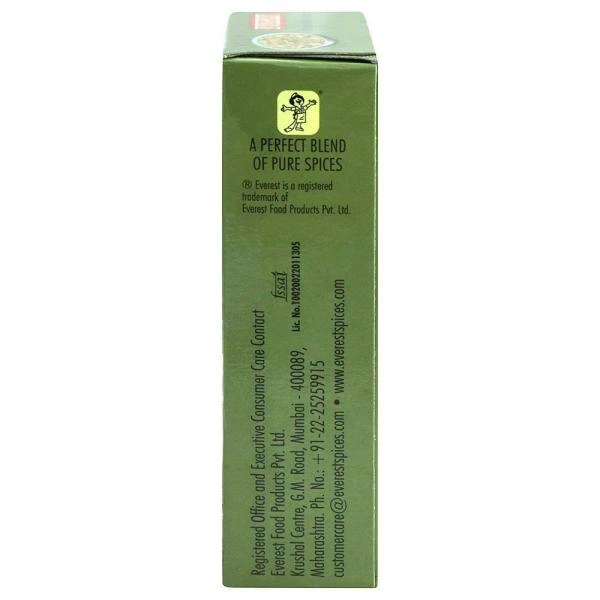 ®
A PERFECT BLEND
OF PURE SPICES
® Everest is a registered
trademark of
Everest Food Products Pvt. Ltd.
fssai
Lic. No.10020022011305
Registered Office and Executive Consumer Care Contact
Everest Food Products Pvt. Ltd.
Krushal Centre, G.M. Road, Mumbai - 400089,
Maharashtra. Ph. No.: +91-22-25259915
customercare@everestspices.com • www.everestspices.com